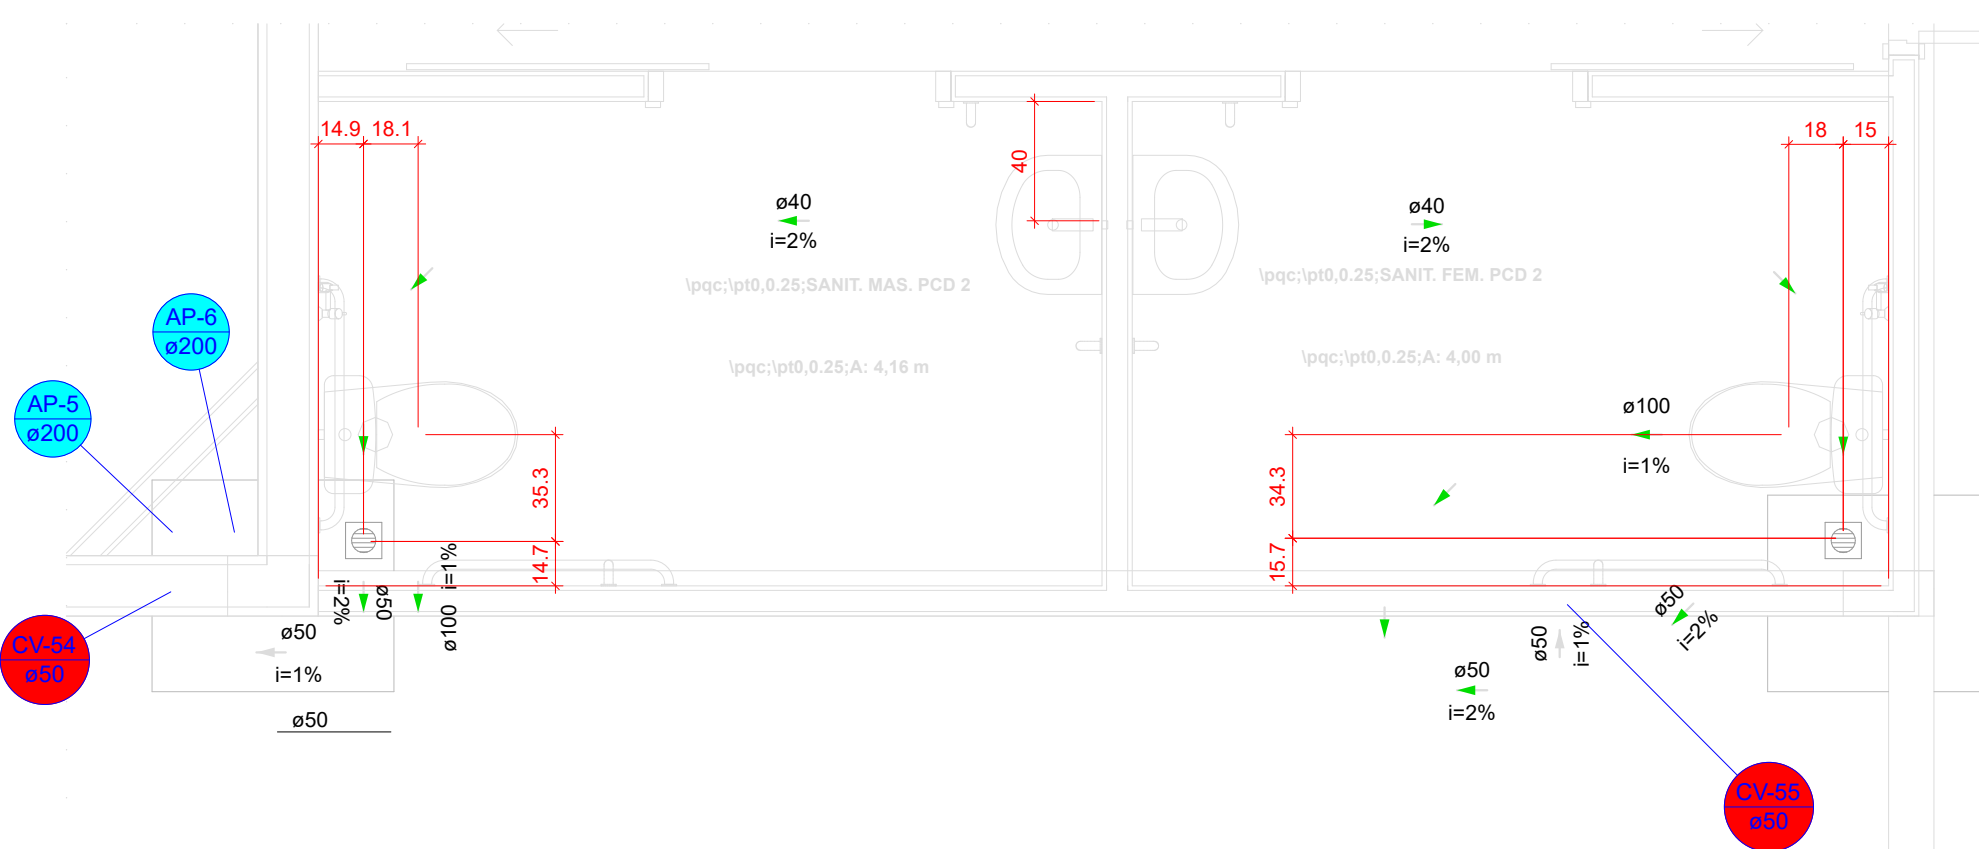 14.9
18.1
18
15
40
ø40
i=2%
ø40
i=2%
\pqc;\pt0,0.25;SANIT. MAS. PCD 2
\pqc;\pt0,0.25;SANIT. FEM. PCD 2
AP-6
ø200
\pqc;\pt0,0.25;A: 4,16 m
\pqc;\pt0,0.25;A: 4,00 m
AP-5
ø200
ø100
i=1%
35.3
34.3
14.7
15.7
i=2%
ø50
ø100 i=1%
ø50
i=2%
CV-54
ø50
ø50
i=1%
ø50
i=1%
ø50
i=2%
ø50
CV-55
ø50